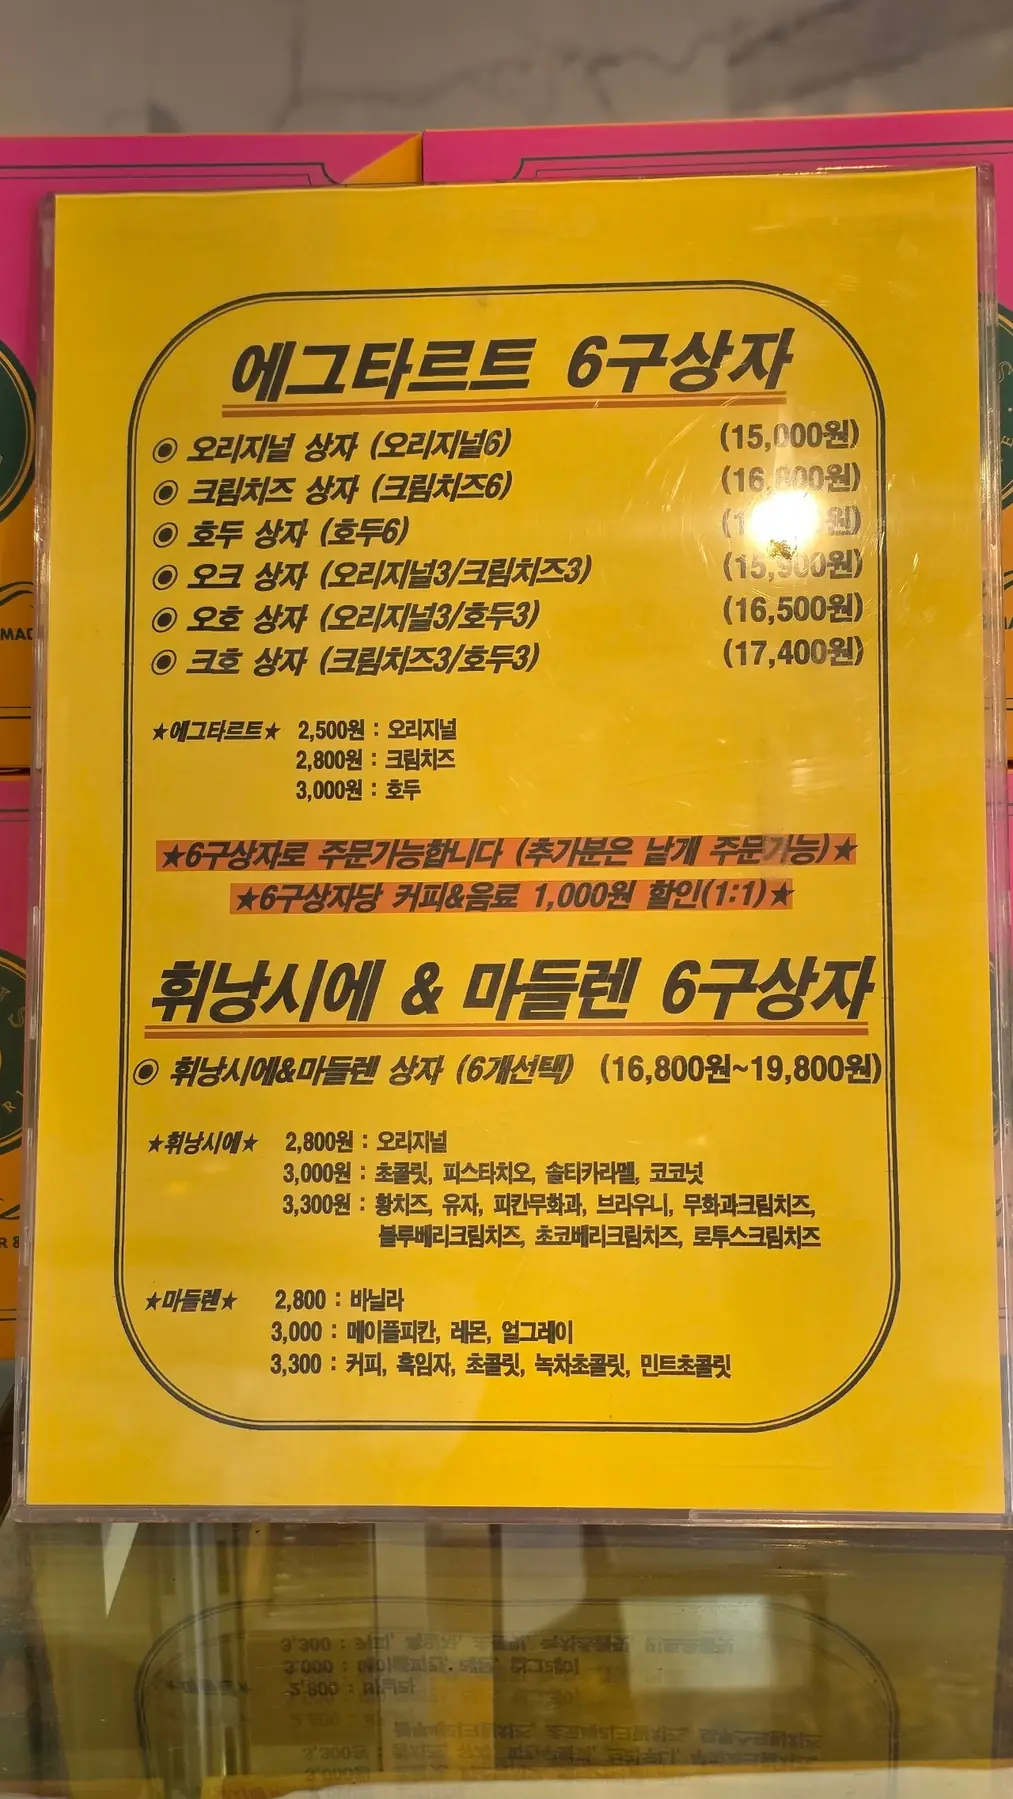 에그타르트 6구상자
◉ 오리지널 상자 (오리지널6) (15,000원)
◉ 크림치즈 상자 (크림치즈6) (16,800원)
◉ 호두 상자 (호두6)
◉ 오크 상자 (오리지널3/크림치즈3) (15,900원)
◉ 오호 상자 (오리지널3/호두3) (16,500원)
◉ 크호 상자 (크림치즈3/호두3) (17,400원)
★에그타르트★ 2,500원 : 오리지널
2,800원 : 크림치즈
3,000원 : 호두
★6구상자로 주문가능합니다 (추가분은 낱개 주문가능)★
★6구상자당 커피&음료 1,000원 할인(1:1)★
휘낭시에 & 마들렌 6구상자
◉ 휘낭시에&마들렌 상자 (6개선택) (16,800원~19,800원)
★휘낭시에★ 2,800원 : 오리지널
3,000원 : 초콜릿, 피스타치오, 솔티카라멜, 코코넛
3,300원 : 황치즈, 유자, 피칸무화과, 브라우니, 무화과크림치즈,
블루베리크림치즈, 초코베리크림치즈, 로투스크림치즈
★마들렌★ 2,800 : 바닐라
3,000 : 메이플피칸, 레몬, 얼그레이
3,300 : 커피, 흑임자, 초콜릿, 녹차초콜릿, 민트초콜릿